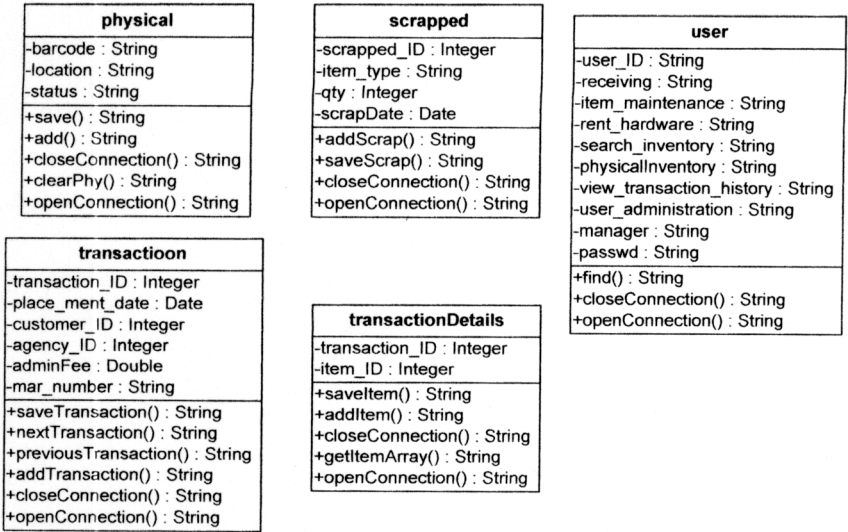 physical
-barcode : String
-location : String
-status : String
+save() : String
+add() : String
+closeConnection() : String
+clearPhy() : String
+openConnection() : String
scrapped
-scrapped_ID : Integer
-item_type : String
-qty : Integer
-scrapDate : Date
+addScrap() : String
+saveScrap() : String
+closeConnection() : String
+openConnection() : String
user
-user_ID : String
-receiving : String
-item_maintenance : String
-rent_hardware : String
-search_inventory : String
-physicalInventory : String
-view_transaction_history : String
-user_administration : String
-manager : String
-passwd : String
+find() : String
+closeConnection() : String
+openConnection() : String
transactioon
-transaction_ID : Integer
-place_ment_date : Date
-customer_ID : Integer
-agency_ID : Integer
-adminFee : Double
-mar_number : String
+saveTransaction() : String
+nextTransaction() : String
+previousTransaction() : String
+addTransaction() : String
+closeConnection() : String
+openConnection() : String
transactionDetails
-transaction_ID : Integer
-item_ID : Integer
+saveItem() : String
+addItem() : String
+closeConnection() : String
+getItemArray() : String
+openConnection() : String